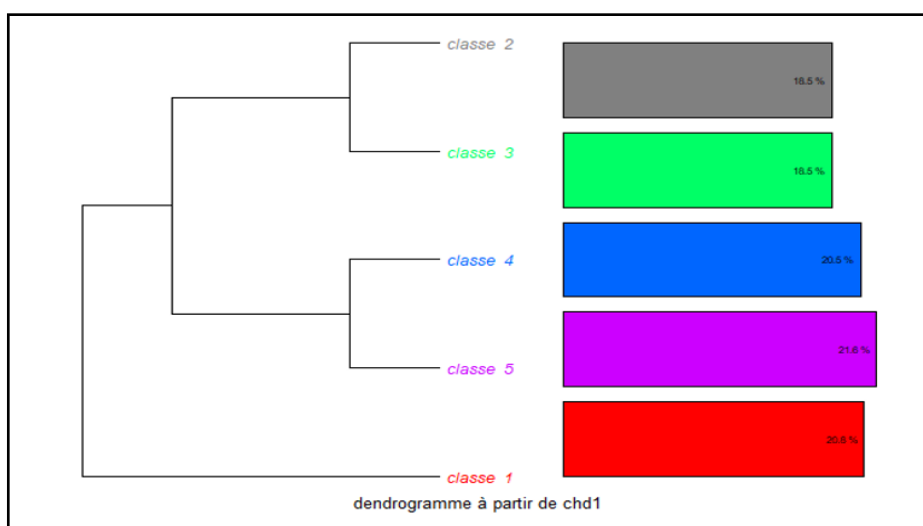 classe 2
18.5 %
classe 3
18.5 %
classe 4
20.5 %
classe 5
21.6 %
classe 1
20.8 %
dendrogramme à partir de chd1